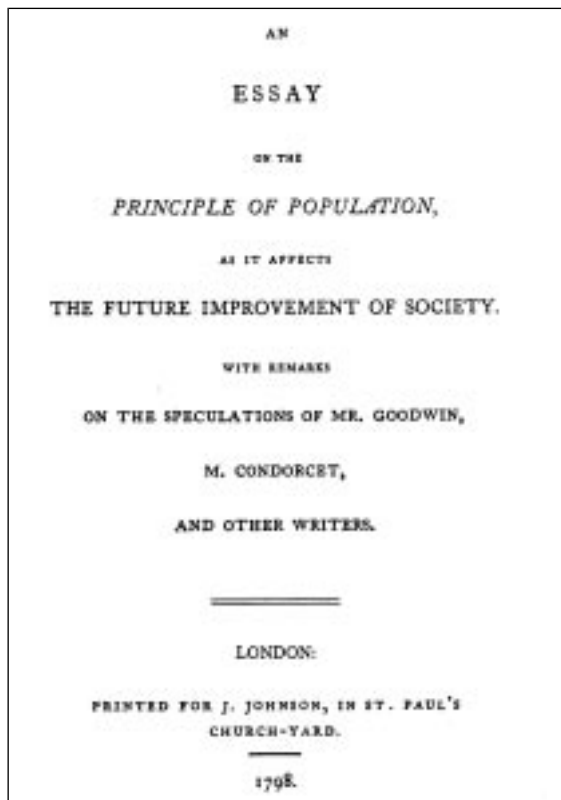 AN
ESSAY
ON THE
PRINCIPLE OF POPULATION,
AS IT AFFECTS
THE FUTURE IMPROVEMENT OF SOCIETY.
WITH REMARKS
ON THE SPECULATIONS OF MR. GOODWIN,
M. CONDORCET,
AND OTHER WRITERS.
LONDON:
PRINTED FOR J. JOHNSON, IN ST. PAUL'S
CHURCH-YARD.
1798.